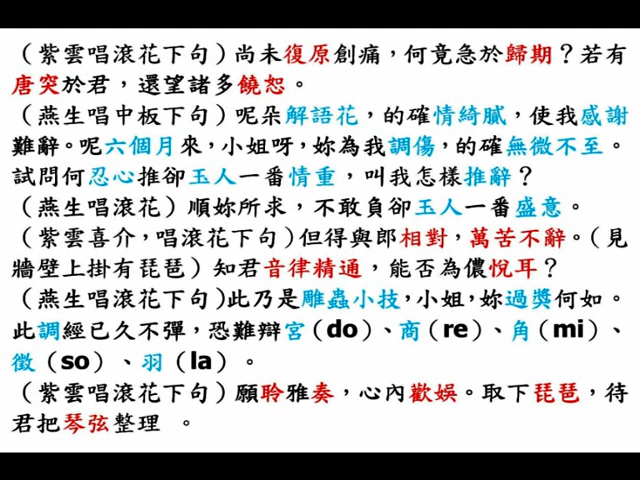 （紫雲唱滾花下句）尚未復原創痛，何竟急於歸期？若有
唐突於君，還望諸多饒恕。
（燕生唱中板下句）呢朵解語花，的確情綺膩，使我感謝
難辭。呢六個月來，小姐呀，妳為我調傷，的確無微不至。
試問何忍心推卻玉人一番情重，叫我怎樣推辭？
（燕生唱滾花）順妳所求，不敢負卻玉人一番盛意。
（紫雲喜介，唱滾花下句）但得與郎相對，萬苦不辭。（見
牆壁上掛有琵琶）知君音律精通，能否為儂悅耳？
（燕生唱滾花下句）此乃是雕蟲小技，小姐，妳過獎何如。
此調經已久不彈，恐難辯宮（do）、商（re）、角（mi）、
徵（so）、羽（la）。
（紫雲唱滾花下句）願聆雅奏，心內歡娛。取下琵琶，待
君把琴弦整理 。